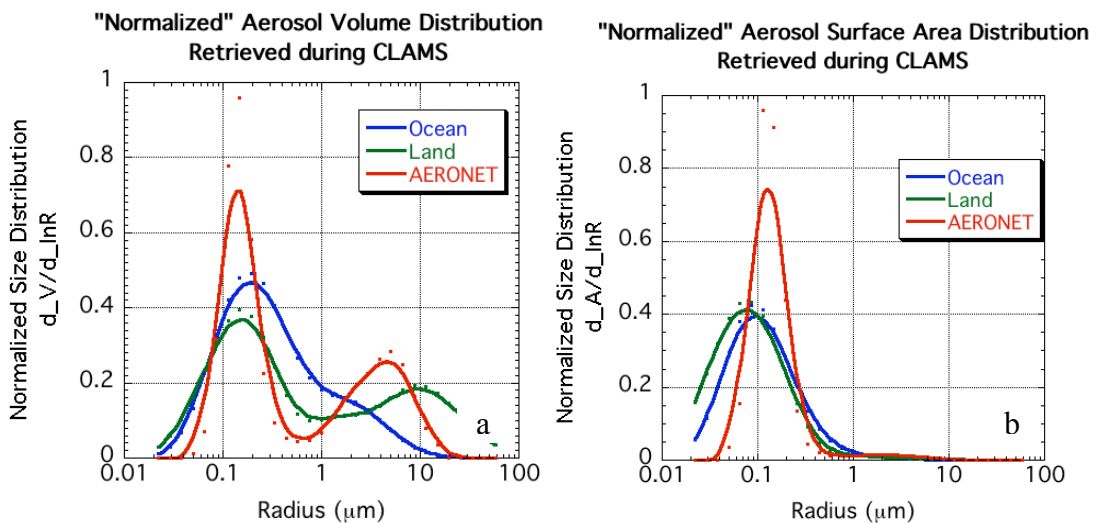 "Normalized" Aerosol Volume Distribution
Retrieved during CLAMS
Normalized Size Distribution
d_V/d_lnR
1
0.8
0.6
0.4
0.2
0
Ocean
Land
AERONET
a
0.01
0.1
1
10
100
Radius (μm)
"Normalized" Aerosol Surface Area Distribution
Retrieved during CLAMS
Normalized Size Distribution
d_A/d_lnR
1
0.8
0.6
0.4
0.2
0
Ocean
Land
AERONET
b
0.01
0.1
1
10
100
Radius (μm)